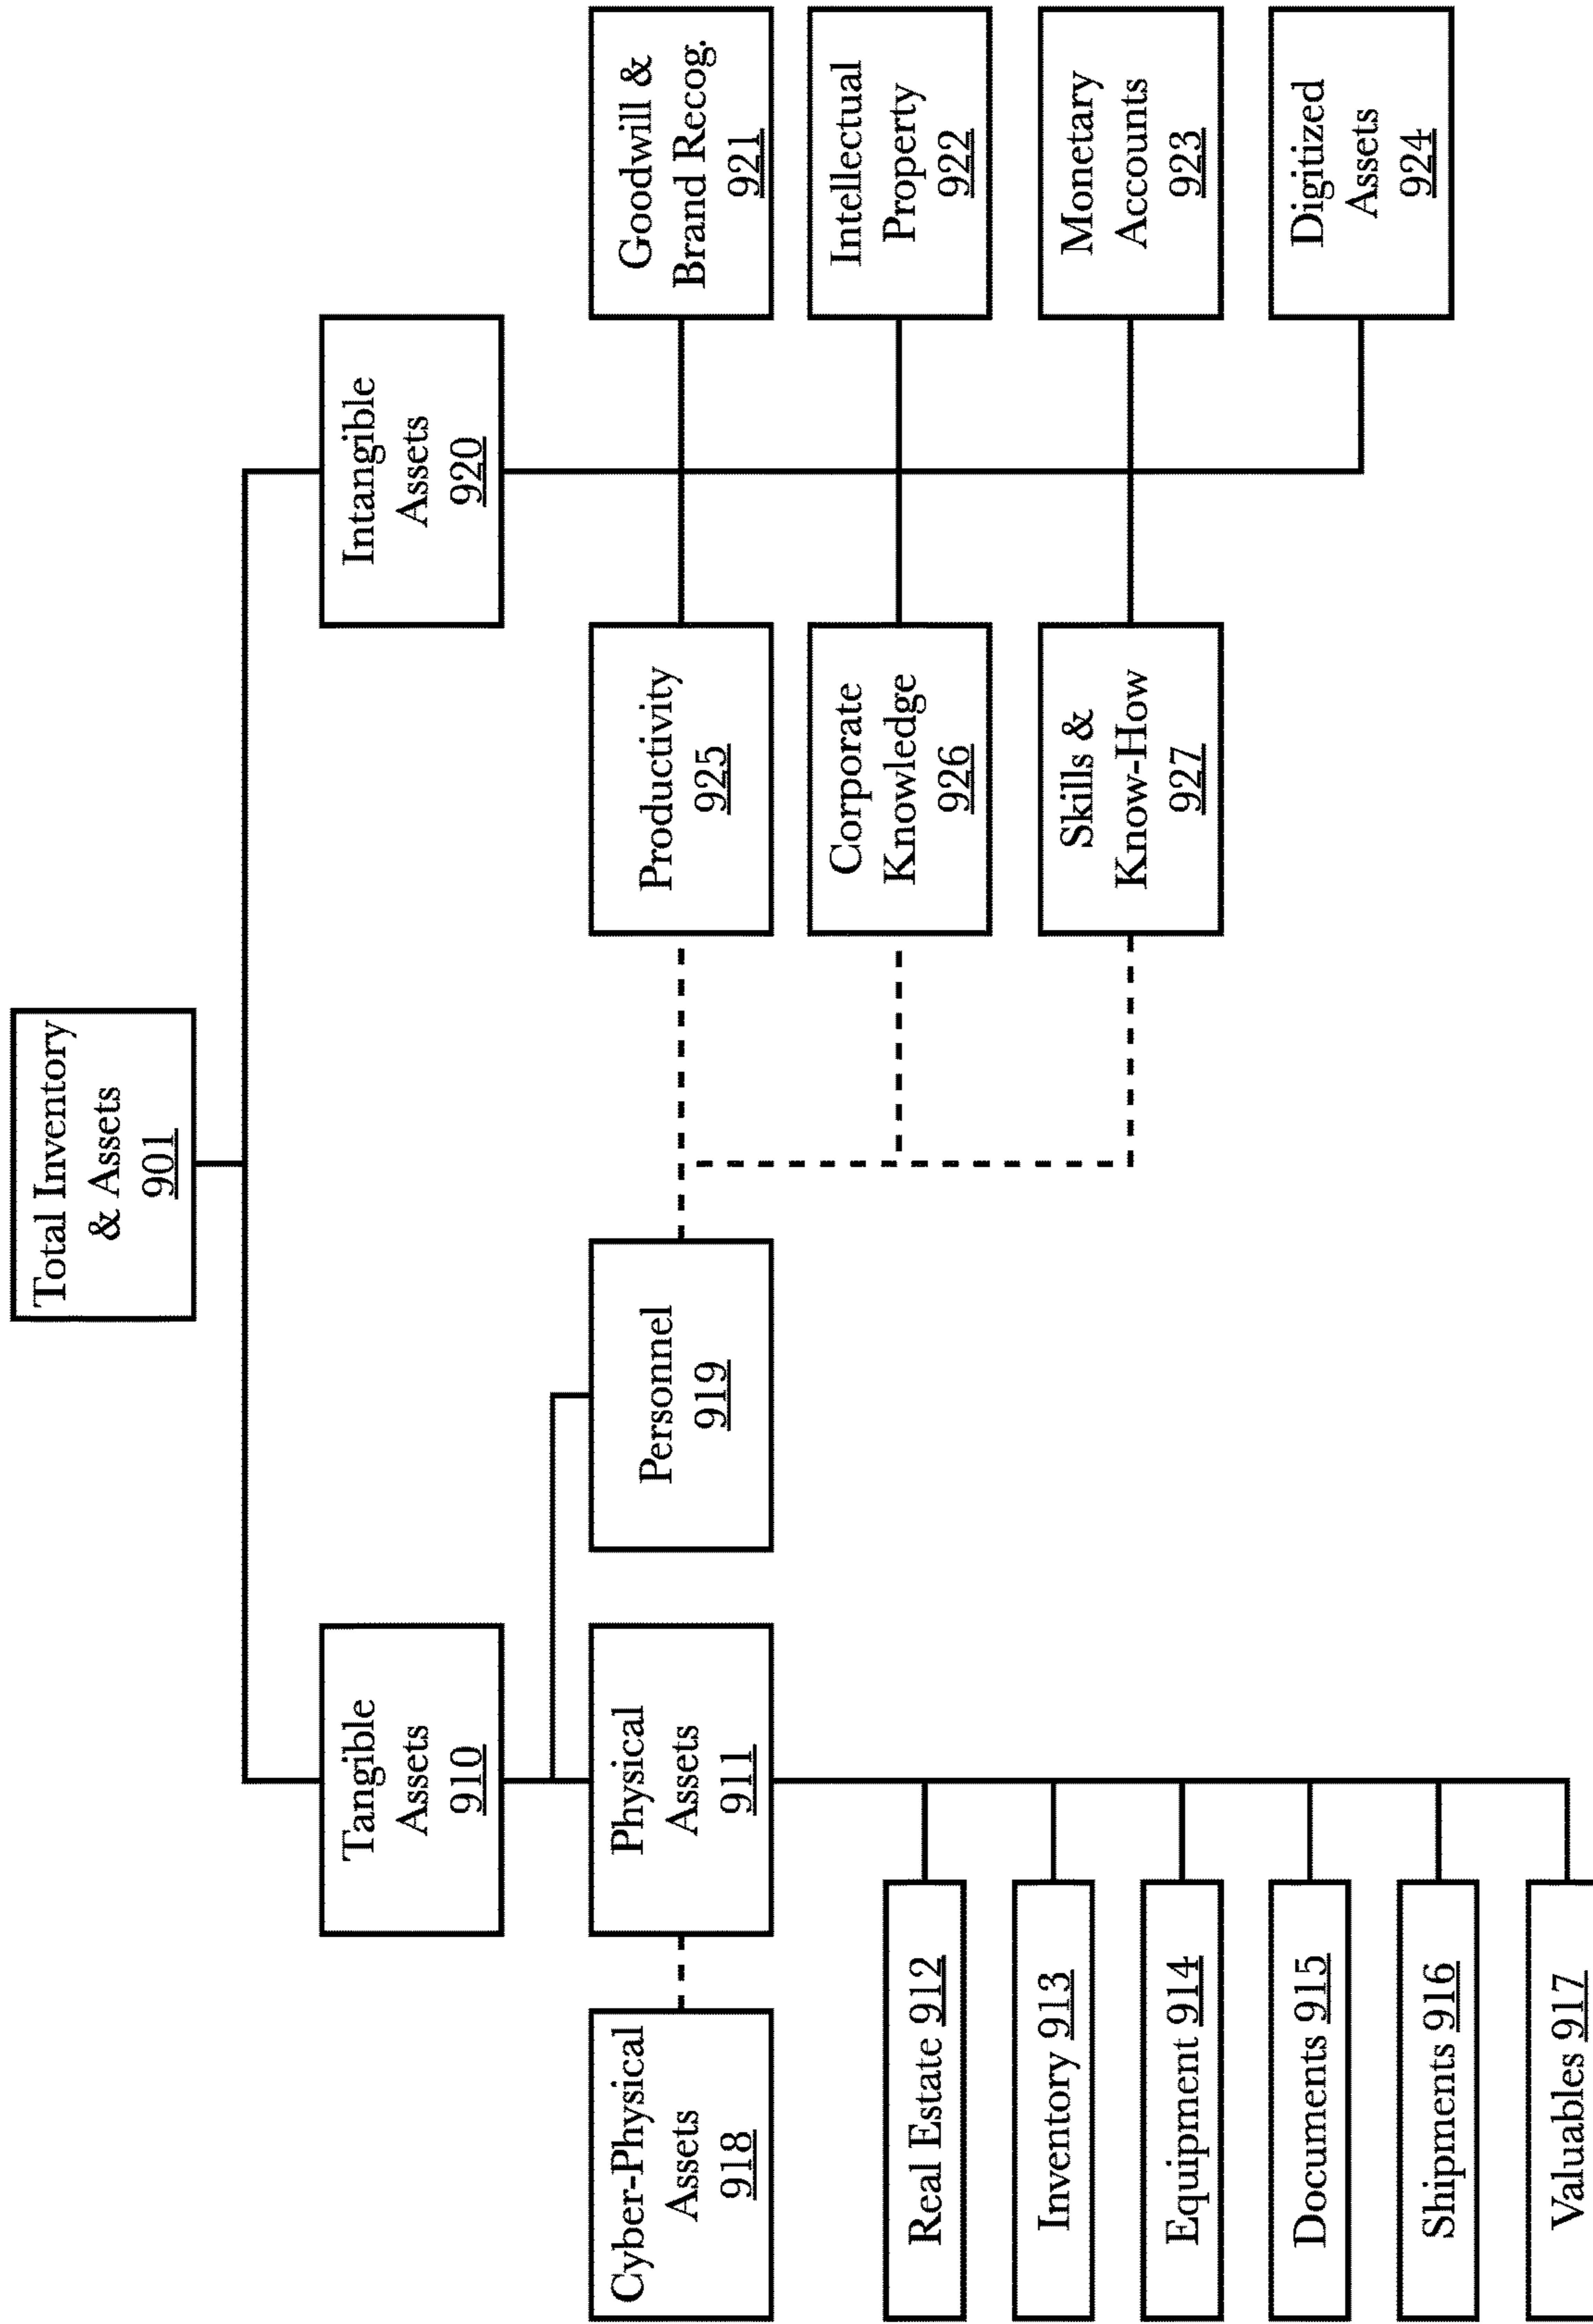 Total Inventory
& Assets
901
Tangible
Assets
910
Intangible
Assets
920
Cyber-Physical
Assets
918
Physical
Assets
911
Personnel
919
Productivity
925
Goodwill &
Brand Recog.
921
Corporate
Knowledge
926
Intellectual
Property
922
Skills &
Know-How
927
Monetary
Accounts
923
Digitized
Assets
924
Real Estate 912
Inventory 913
Equipment 914
Documents 915
Shipments 916
Valuables 917